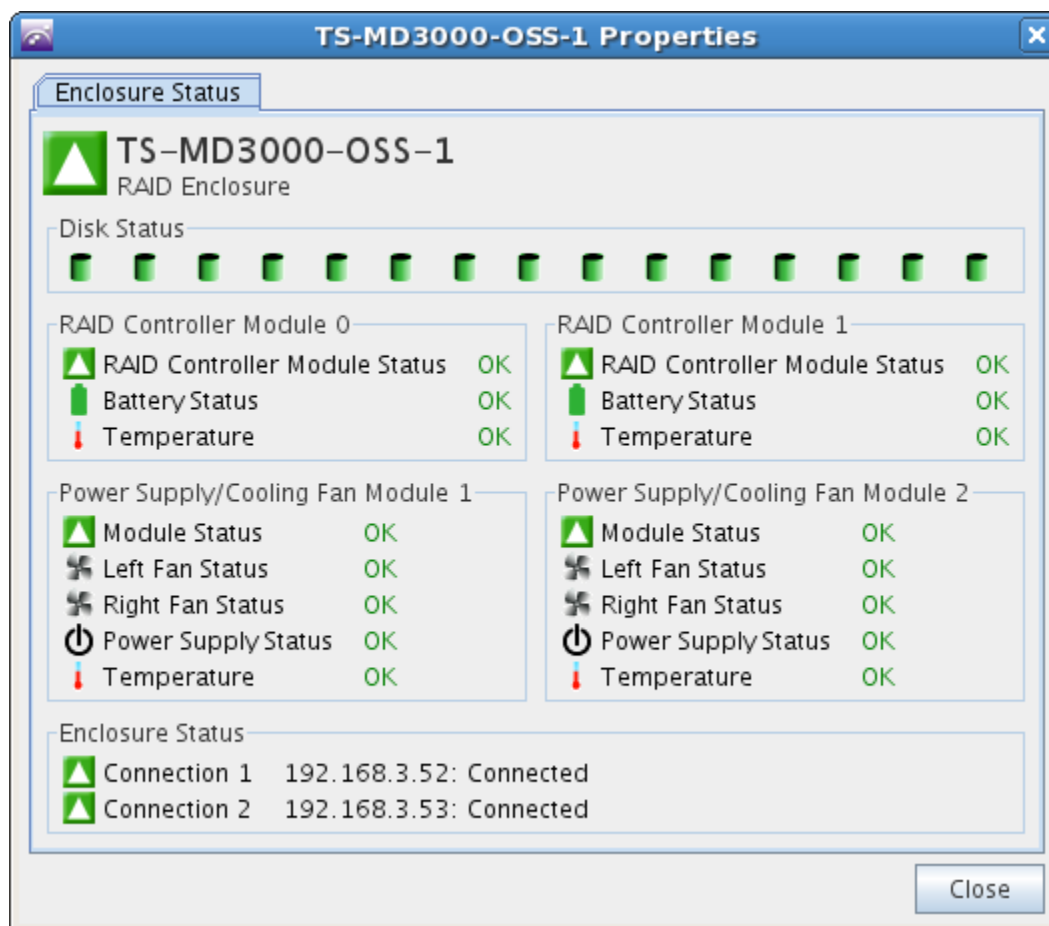 TS-MD3000-OSS-1 Properties
Enclosure Status
TS-MD3000-OSS-1
RAID Enclosure
Disk Status
RAID Controller Module 0
RAID Controller Module Status OK
Battery Status OK
Temperature OK
RAID Controller Module 1
RAID Controller Module Status OK
Battery Status OK
Temperature OK
Power Supply/Cooling Fan Module 1
Module Status OK
Left Fan Status OK
Right Fan Status OK
Power Supply Status OK
Temperature OK
Power Supply/Cooling Fan Module 2
Module Status OK
Left Fan Status OK
Right Fan Status OK
Power Supply Status OK
Temperature OK
Enclosure Status
Connection 1 192.168.3.52: Connected
Connection 2 192.168.3.53: Connected
Close